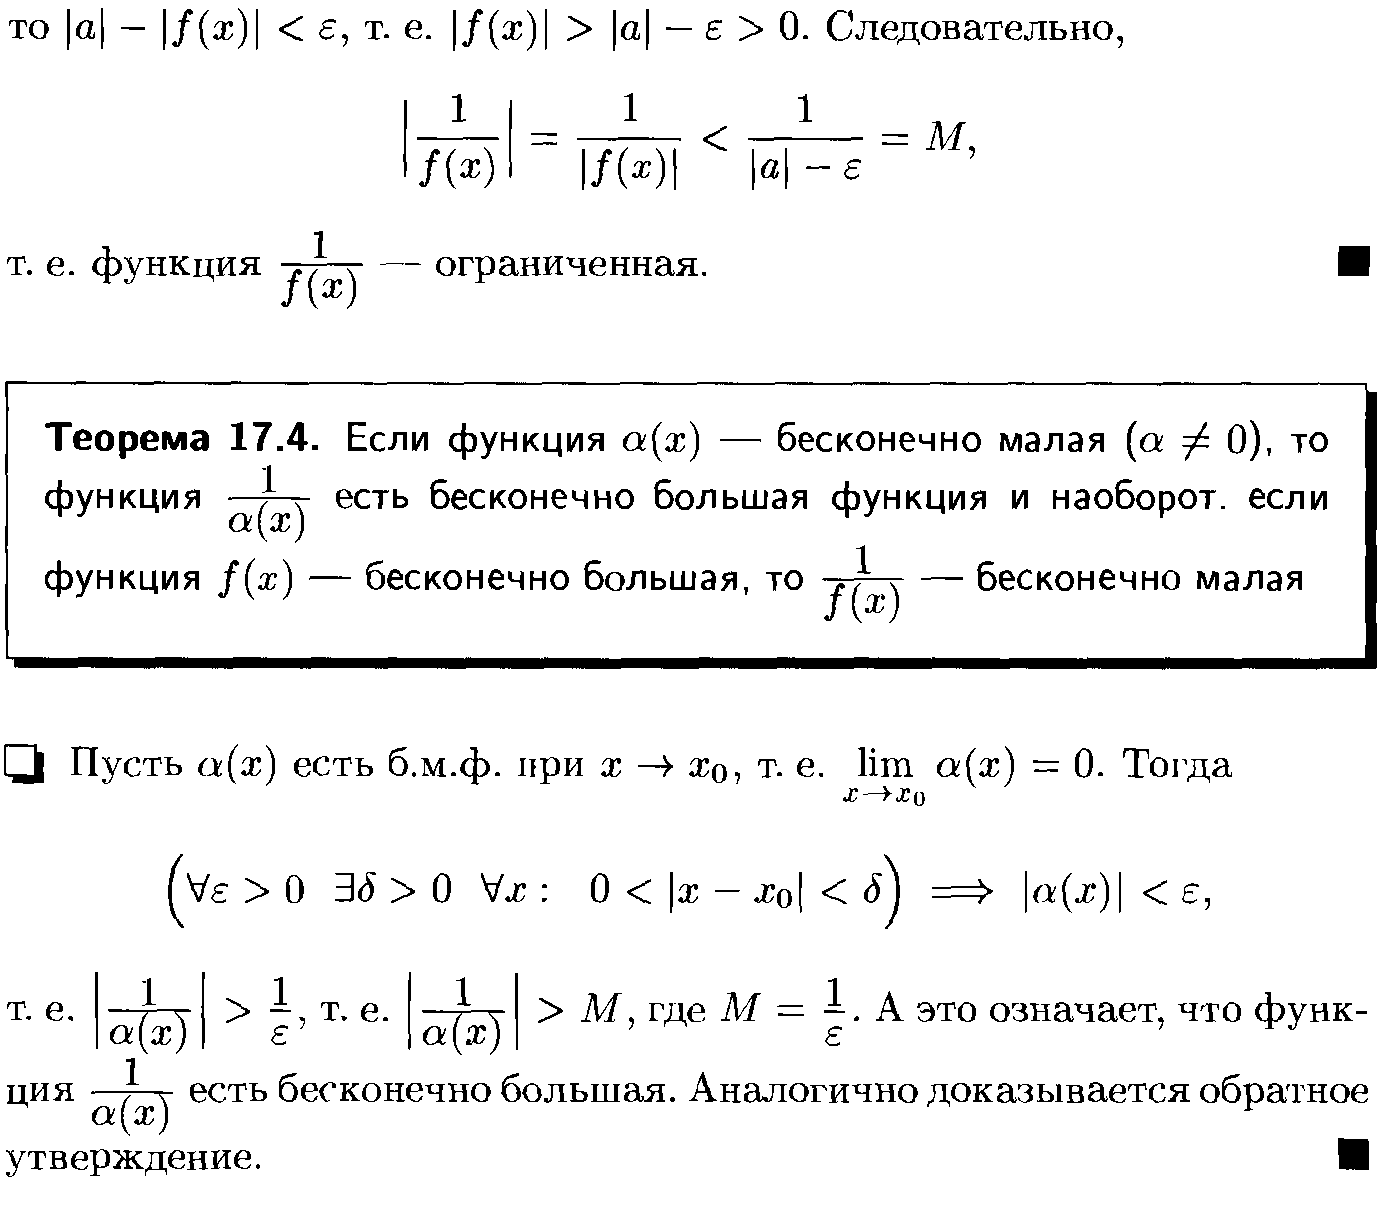 то |a| − |f(x)| < ε, т. е. |f(x)| > |a| − ε > 0. Следовательно,
|1/f(x)| = 1/|f(x)| < 1/(|a| − ε) = M,
т. е. функция 1/f(x) — ограниченная. ■
Теорема 17.4. Если функция α(x) — бесконечно малая (α ≠ 0), то
функция 1/α(x) есть бесконечно большая функция и наоборот. если
функция f(x) — бесконечно большая, то 1/f(x) — бесконечно малая
❑ Пусть α(x) есть б.м.ф. при x → x₀, т. е. lim_{x→x₀} α(x) = 0. Тогда
(∀ε > 0 ∃δ > 0 ∀x : 0 < |x − x₀| < δ) ⟹ |α(x)| < ε,
т. е. |1/α(x)| > 1/ε, т. е. |1/α(x)| > M, где M = 1/ε. А это означает, что функ-
ция 1/α(x) есть бесконечно большая. Аналогично доказывается обратное
утверждение. ■